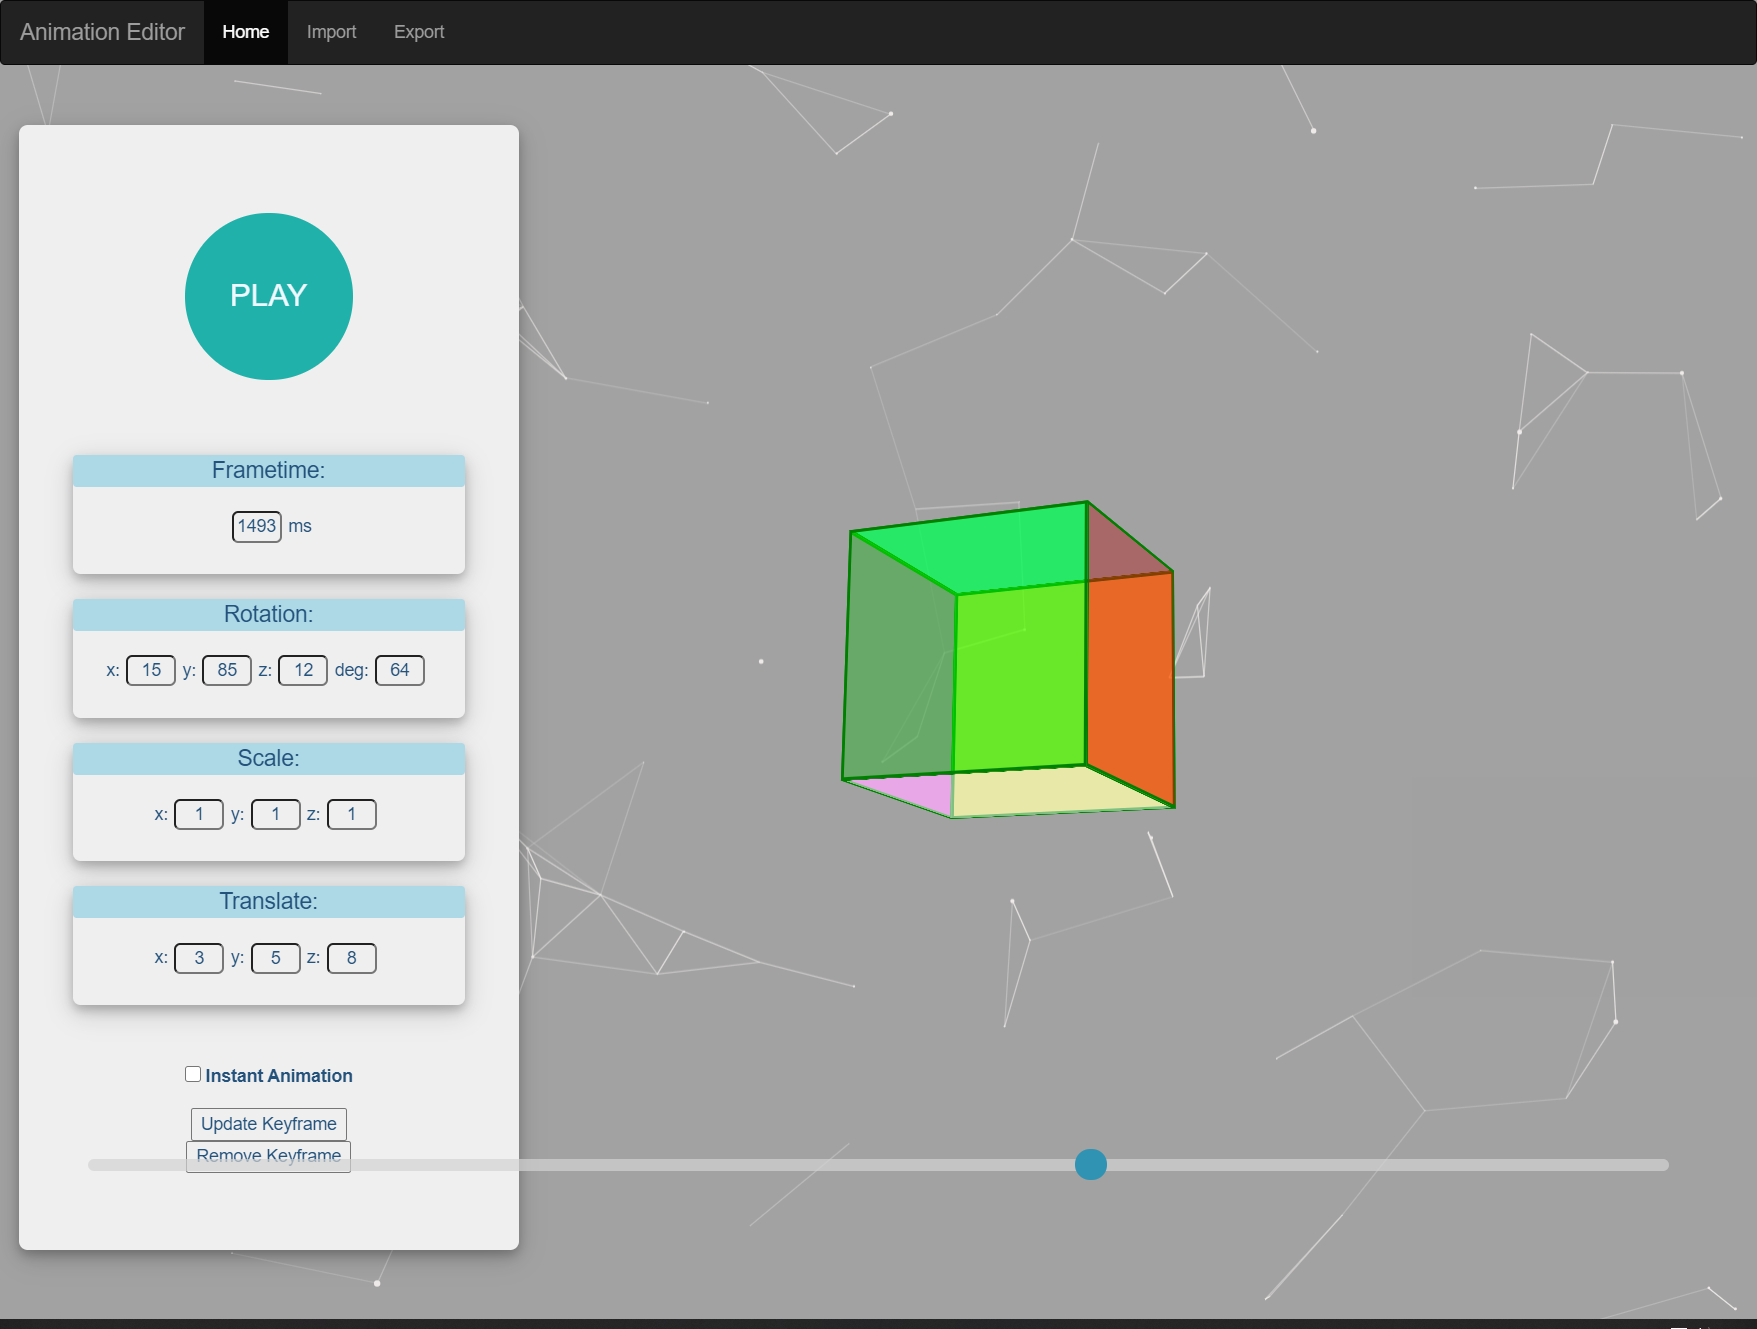 Animation Editor Home Import Export
PLAY
Frametime:
1493 ms
Rotation:
x: 15 y: 85 z: 12 deg: 64
Scale:
x: 1 y: 1 z: 1
Translate:
x: 3 y: 5 z: 8
Instant Animation
Update Keyframe
Remove Keyframe